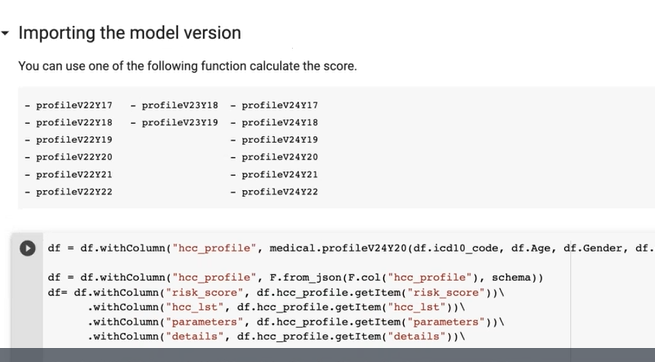 Importing the model version
You can use one of the following function calculate the score.
- profileV22Y17 - profileV23Y18 - profileV24Y17
- profileV22Y18 - profileV23Y19 - profileV24Y18
- profileV22Y19 - profileV24Y19
- profileV22Y20 - profileV24Y20
- profileV22Y21 - profileV24Y21
- profileV22Y22 - profileV24Y22
df = df.withColumn("hcc_profile", medical.profileV24Y20(df.icd10_code, df.Age, df.Gender, df.
df = df.withColumn("hcc_profile", F.from_json(F.col("hcc_profile"), schema))
df= df.withColumn("risk_score", df.hcc_profile.getItem("risk_score"))\
.withColumn("hcc_lst", df.hcc_profile.getItem("hcc_lst"))\
.withColumn("parameters", df.hcc_profile.getItem("parameters"))\
.withColumn("details", df.hcc_profile.getItem("details"))\